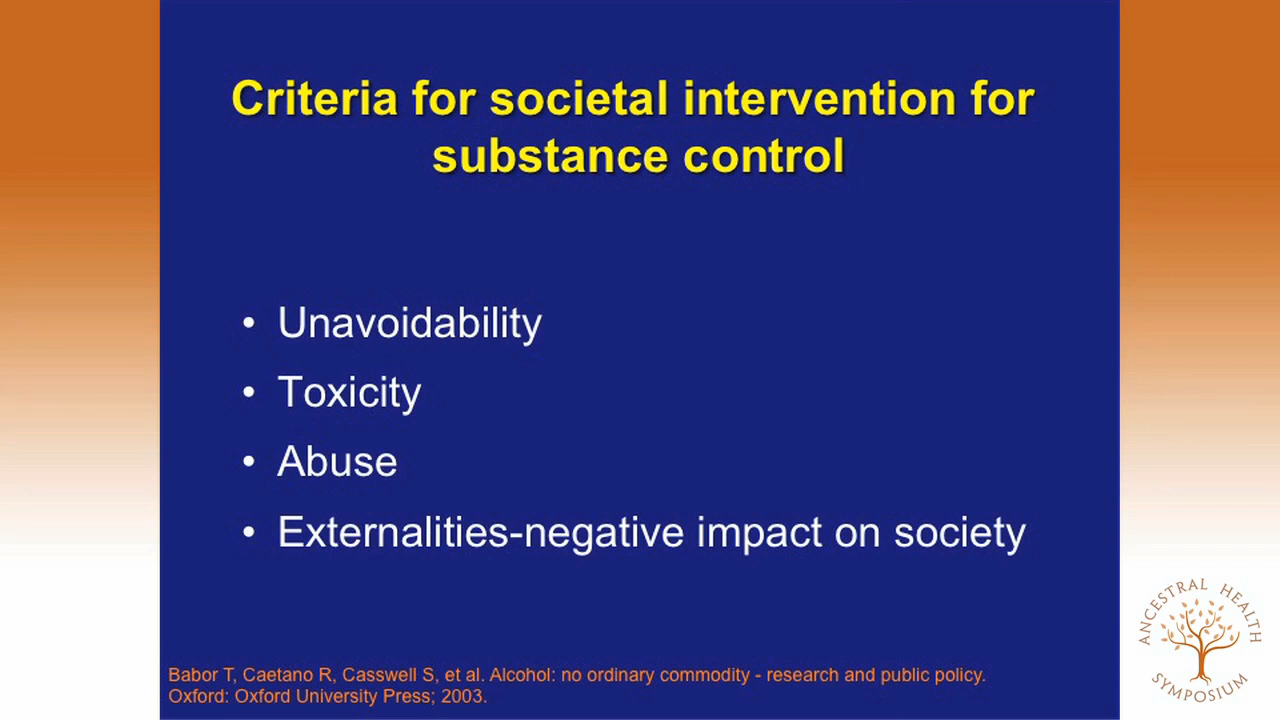 Criteria for societal intervention for
substance control
• Unavoidability
• Toxicity
• Abuse
• Externalities-negative impact on society
Babor T, Caetano R, Casswell S, et al. Alcohol: no ordinary commodity - research and public policy.
Oxford: Oxford University Press; 2003.
ANCESTRAL HEALTH
SYMPOSIUM